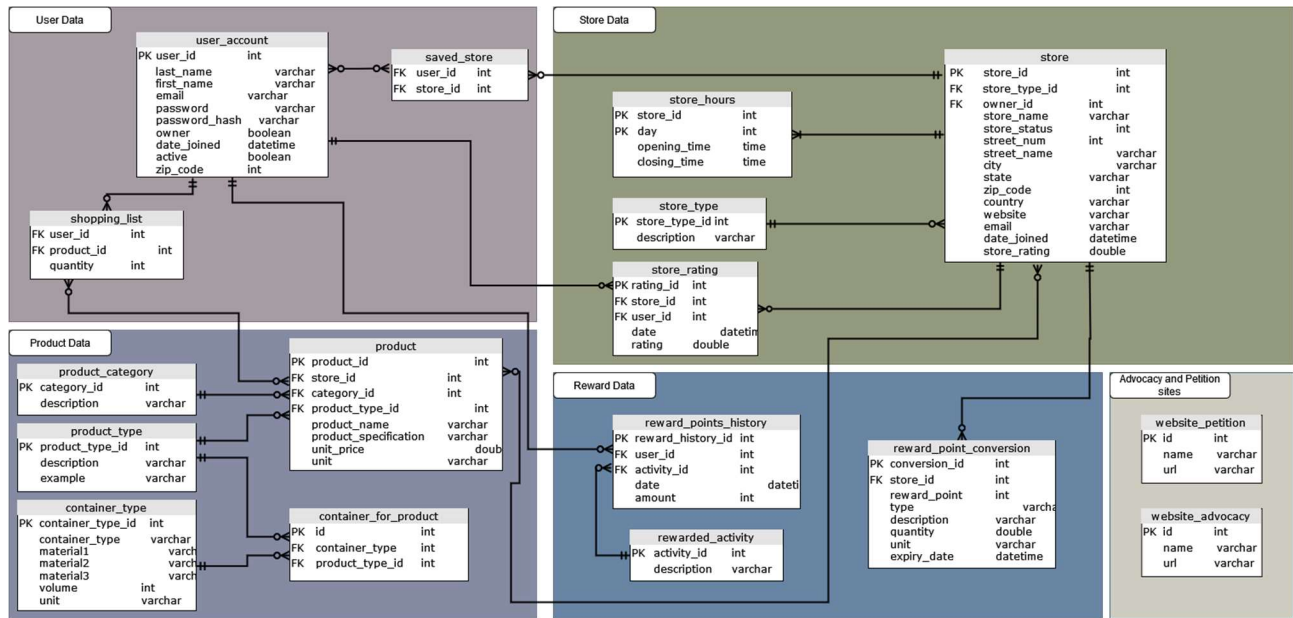 User Data
user_account
PK user_id int
last_name varchar
first_name varchar
email varchar
password varchar
password_hash varchar
owner boolean
date_joined datetime
active boolean
zip_code int
saved_store
FK user_id int
FK store_id int
shopping_list
FK user_id int
FK product_id int
quantity int
Store Data
store
PK store_id int
FK store_type_id int
FK owner_id int
store_name varchar
store_status int
street_num int
street_name varchar
city varchar
state varchar
zip_code int
country varchar
website varchar
email varchar
date_joined datetime
store_rating double
store_hours
PK store_id int
PK day int
opening_time time
closing_time time
store_type
PK store_type_id int
description varchar
store_rating
PK rating_id int
FK store_id int
FK user_id int
date datetim
rating double
Product Data
product_category
PK category_id int
description varchar
product_type
PK product_type_id int
description varchar
example varchar
container_type
PK container_type_id int
container_type varchar
material1 varch
material2 varch
material3 varch
volume int
unit varchar
product
PK product_id int
FK store_id int
FK category_id int
FK product_type_id int
product_name varchar
product_specification varchar
unit_price doub
unit varchar
container_for_product
PK id int
FK container_type int
FK product_type_id int
Reward Data
reward_points_history
PK reward_history_id int
FK user_id int
FK activity_id int
date dateti
amount int
rewarded_activity
PK activity_id int
description varchar
reward_point_conversion
PK conversion_id int
FK store_id int
reward_point int
type varcha
description varchar
quantity double
unit varchar
expiry_date datetime
Advocacy and Petition
sites
website_petition
PK id int
name varchar
url varchar
website_advocacy
PK id int
name varchar
url varchar